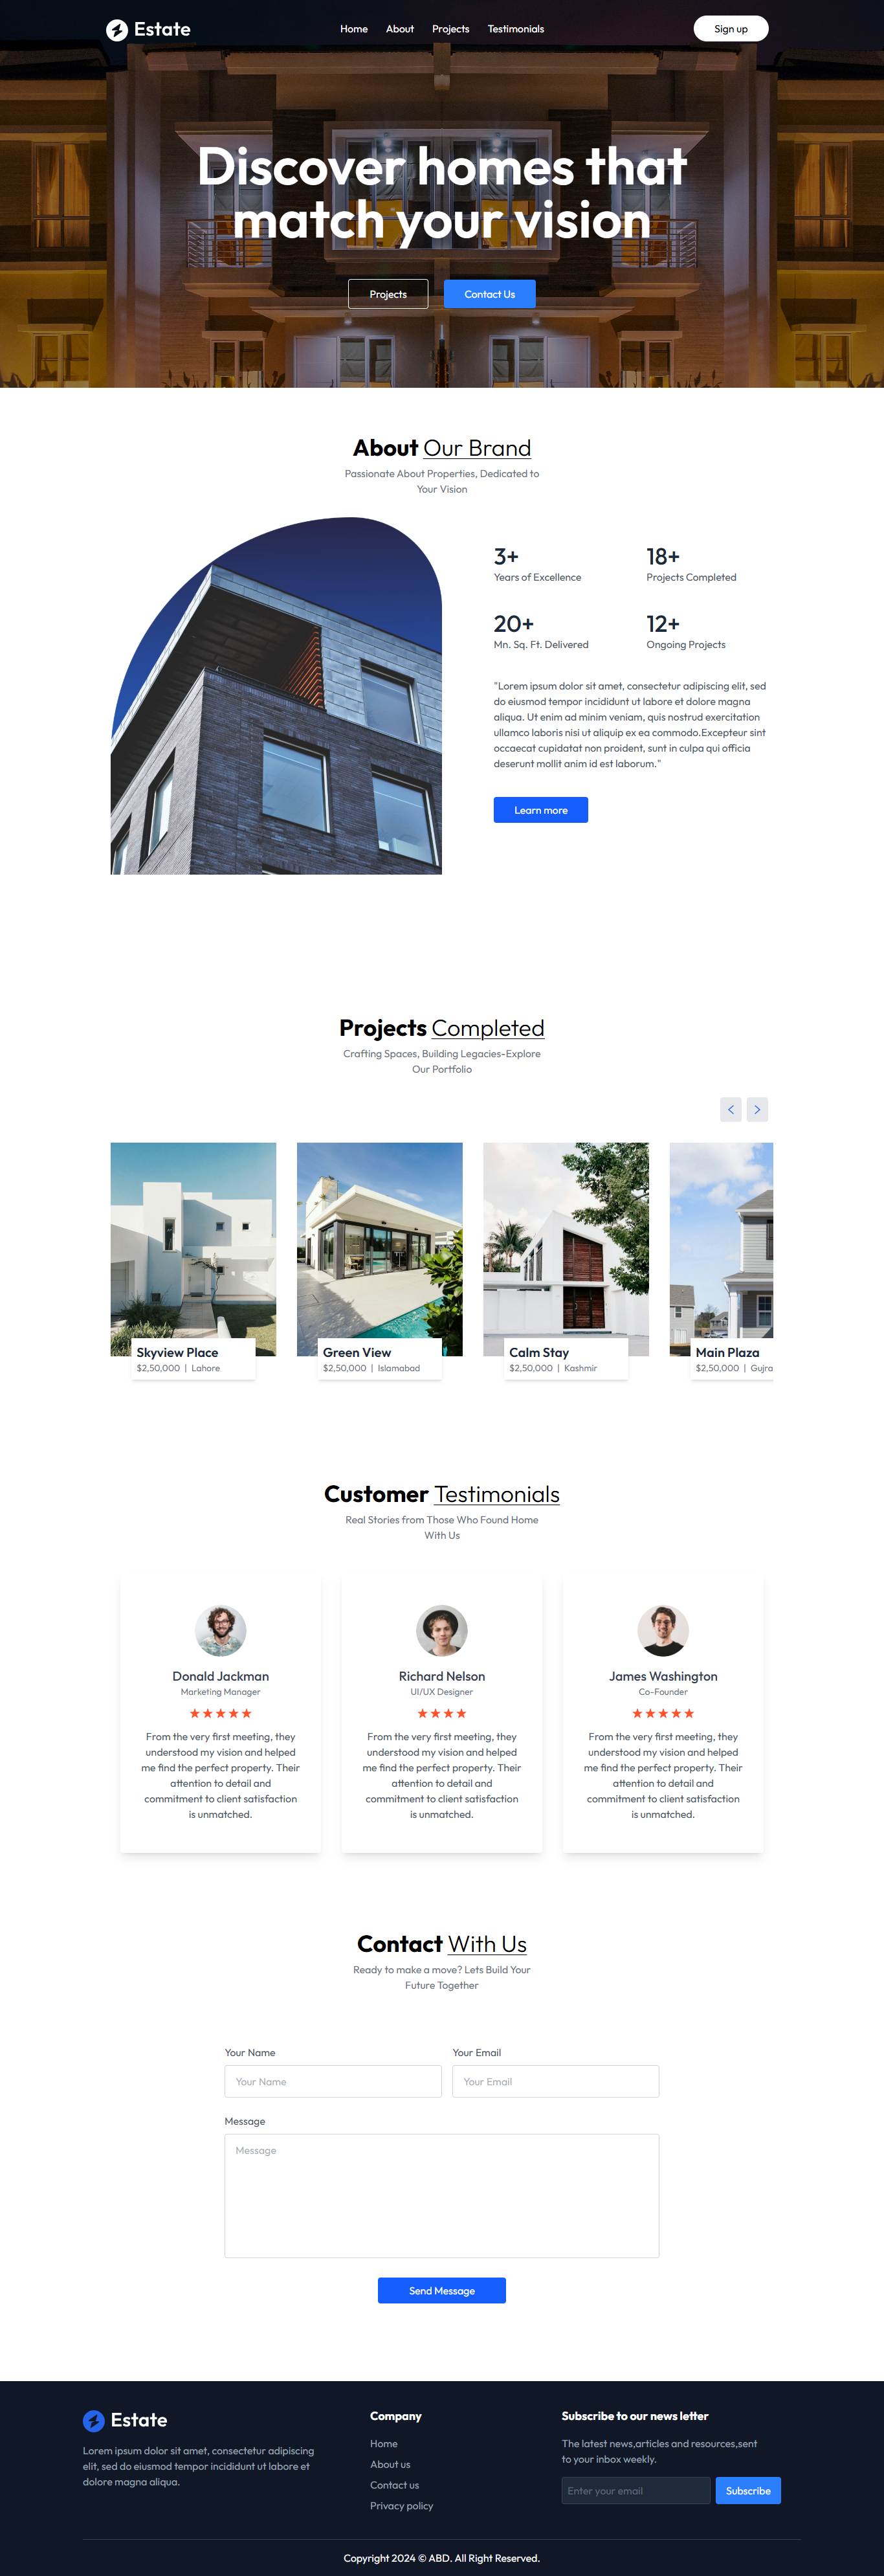 Estate
Home About Projects Testimonials
Sign up
Discover homes that
match your vision
Projects
Contact Us
About Our Brand
Passionate About Properties, Dedicated to
Your Vision
3+
Years of Excellence
18+
Projects Completed
20+
Mn. Sq. Ft. Delivered
12+
Ongoing Projects
"Lorem ipsum dolor sit amet, consectetur adipiscing elit, sed
do eiusmod tempor incididunt ut labore et dolore magna
aliqua. Ut enim ad minim veniam, quis nostrud exercitation
ullamco laboris nisi ut aliquip ex ea commodo.Excepteur sint
occaecat cupidatat non proident, sunt in culpa qui officia
deserunt mollit anim id est laborum."
Learn more
Projects Completed
Crafting Spaces, Building Legacies-Explore
Our Portfolio
Skyview Place
$2,50,000 | Lahore
Green View
$2,50,000 | Islamabad
Calm Stay
$2,50,000 | Kashmir
Main Plaza
$2,50,000 | Gujra
Customer Testimonials
Real Stories from Those Who Found Home
With Us
Donald Jackman
Marketing Manager
★★★★★
From the very first meeting, they
understood my vision and helped
me find the perfect property. Their
attention to detail and
commitment to client satisfaction
is unmatched.
Richard Nelson
UI/UX Designer
★★★★
From the very first meeting, they
understood my vision and helped
me find the perfect property. Their
attention to detail and
commitment to client satisfaction
is unmatched.
James Washington
Co-Founder
★★★★★
From the very first meeting, they
understood my vision and helped
me find the perfect property. Their
attention to detail and
commitment to client satisfaction
is unmatched.
Contact With Us
Ready to make a move? Lets Build Your
Future Together
Your Name
Your Name
Your Email
Your Email
Message
Message
Send Message
Estate
Lorem ipsum dolor sit amet, consectetur adipiscing
elit, sed do eiusmod tempor incididunt ut labore et
dolore magna aliqua.
Company
Home
About us
Contact us
Privacy policy
Subscribe to our news letter
The latest news,articles and resources,sent
to your inbox weekly.
Enter your email
Subscribe
Copyright 2024 © ABD. All Right Reserved.